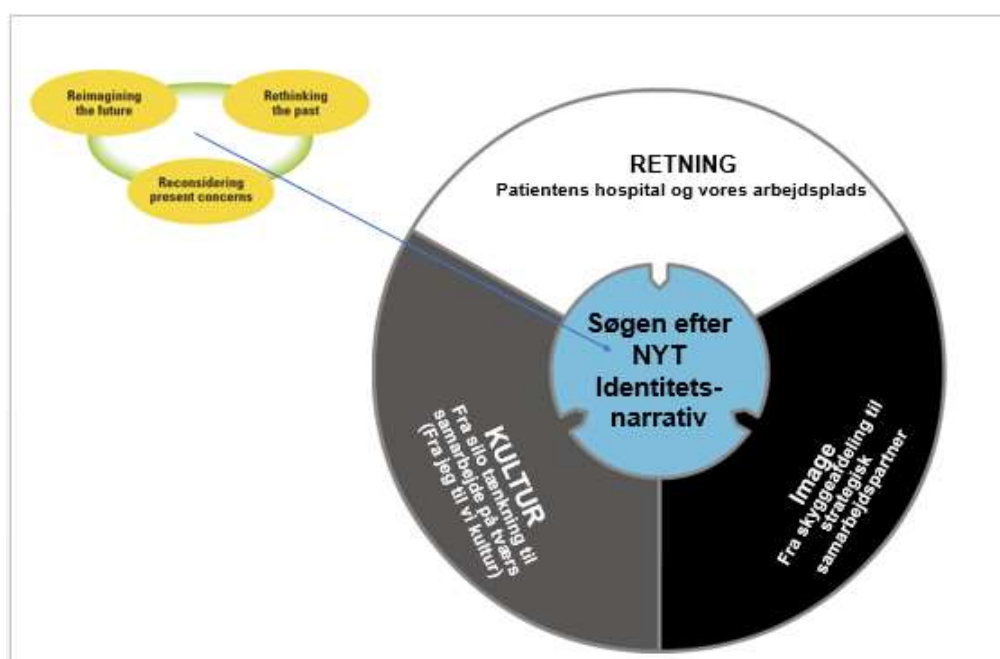 Reimagining
the future
Rethinking
the past
Reconsidering
present concerns
RETNING
Patientens hospital og vores arbejdsplads
Søgen efter
NYT
Identitets-
narrativ
KULTUR
Fra silo tænkning til
samarbejde på tværs
(Fra jeg til vi kultur)
Image
Fra skyggeafdeling til
strategisk
samarbejdspartner